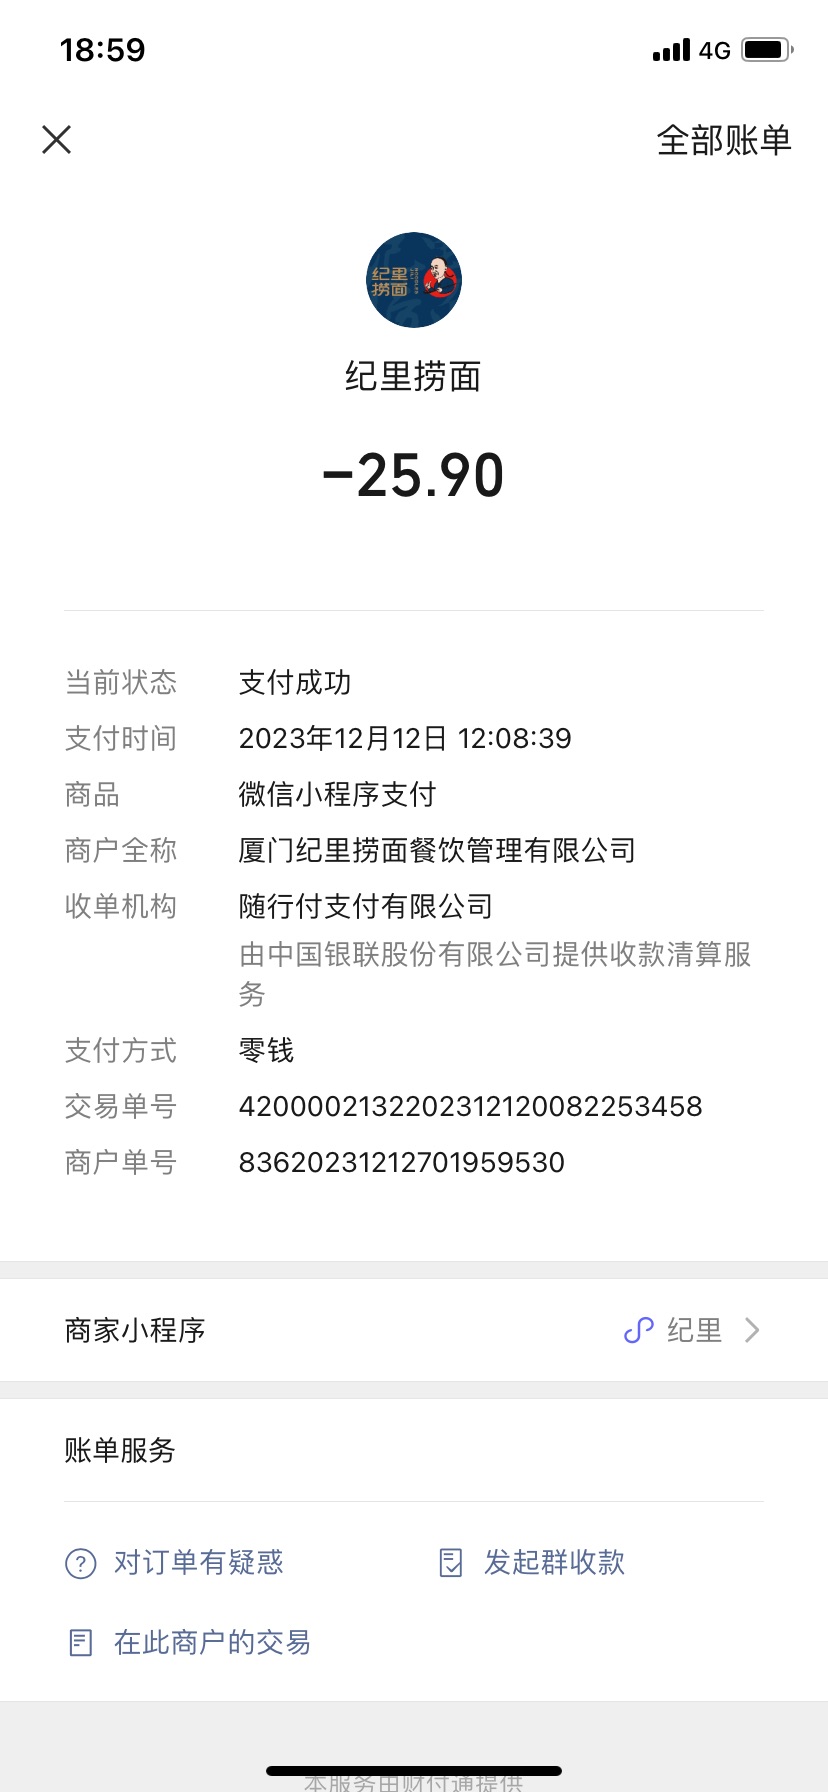 18:59
4G
全部账单
纪里
捞面
纪里捞面
-25.90
当前状态 支付成功
支付时间 2023年12月12日 12:08:39
商品 微信小程序支付
商户全称 厦门纪里捞面餐饮管理有限公司
收单机构 随行付支付有限公司
由中国银联股份有限公司提供收款清算服
务
支付方式 零钱
交易单号 4200002132202312120082253458
商户单号 83620231212701959530
商家小程序 纪里
账单服务
对订单有疑惑 发起群收款
在此商户的交易
本服务由财付通提供